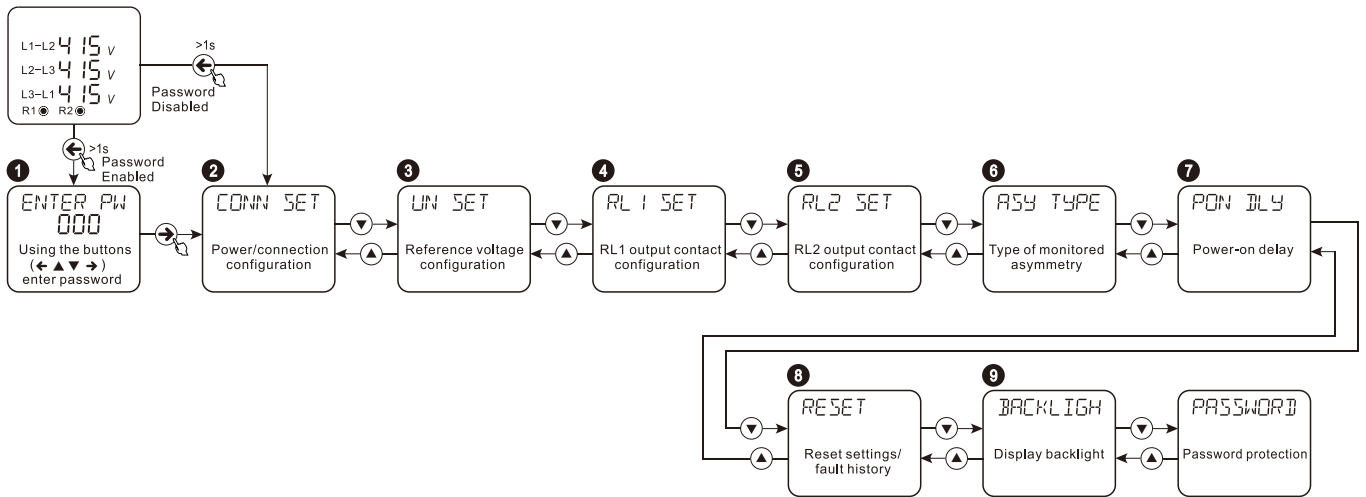 L1-L2 415 V
L2-L3 415 V
L3-L1 415 V
R1 R2
>1s
Password
Disabled
>1s
Password
Enabled
1
ENTER PW
000
Using the buttons
(← ▲ ▼ →)
enter password
2
CONN SET
Power/connection
configuration
3
UN SET
Reference voltage
configuration
4
RL1 SET
RL1 output contact
configuration
5
RL2 SET
RL2 output contact
configuration
6
ASY TYPE
Type of monitored
asymmetry
7
PON DLY
Power-on delay
8
RESET
Reset settings/
fault history
9
BACKLIGH
Display backlight
PASSWORD
Password protection